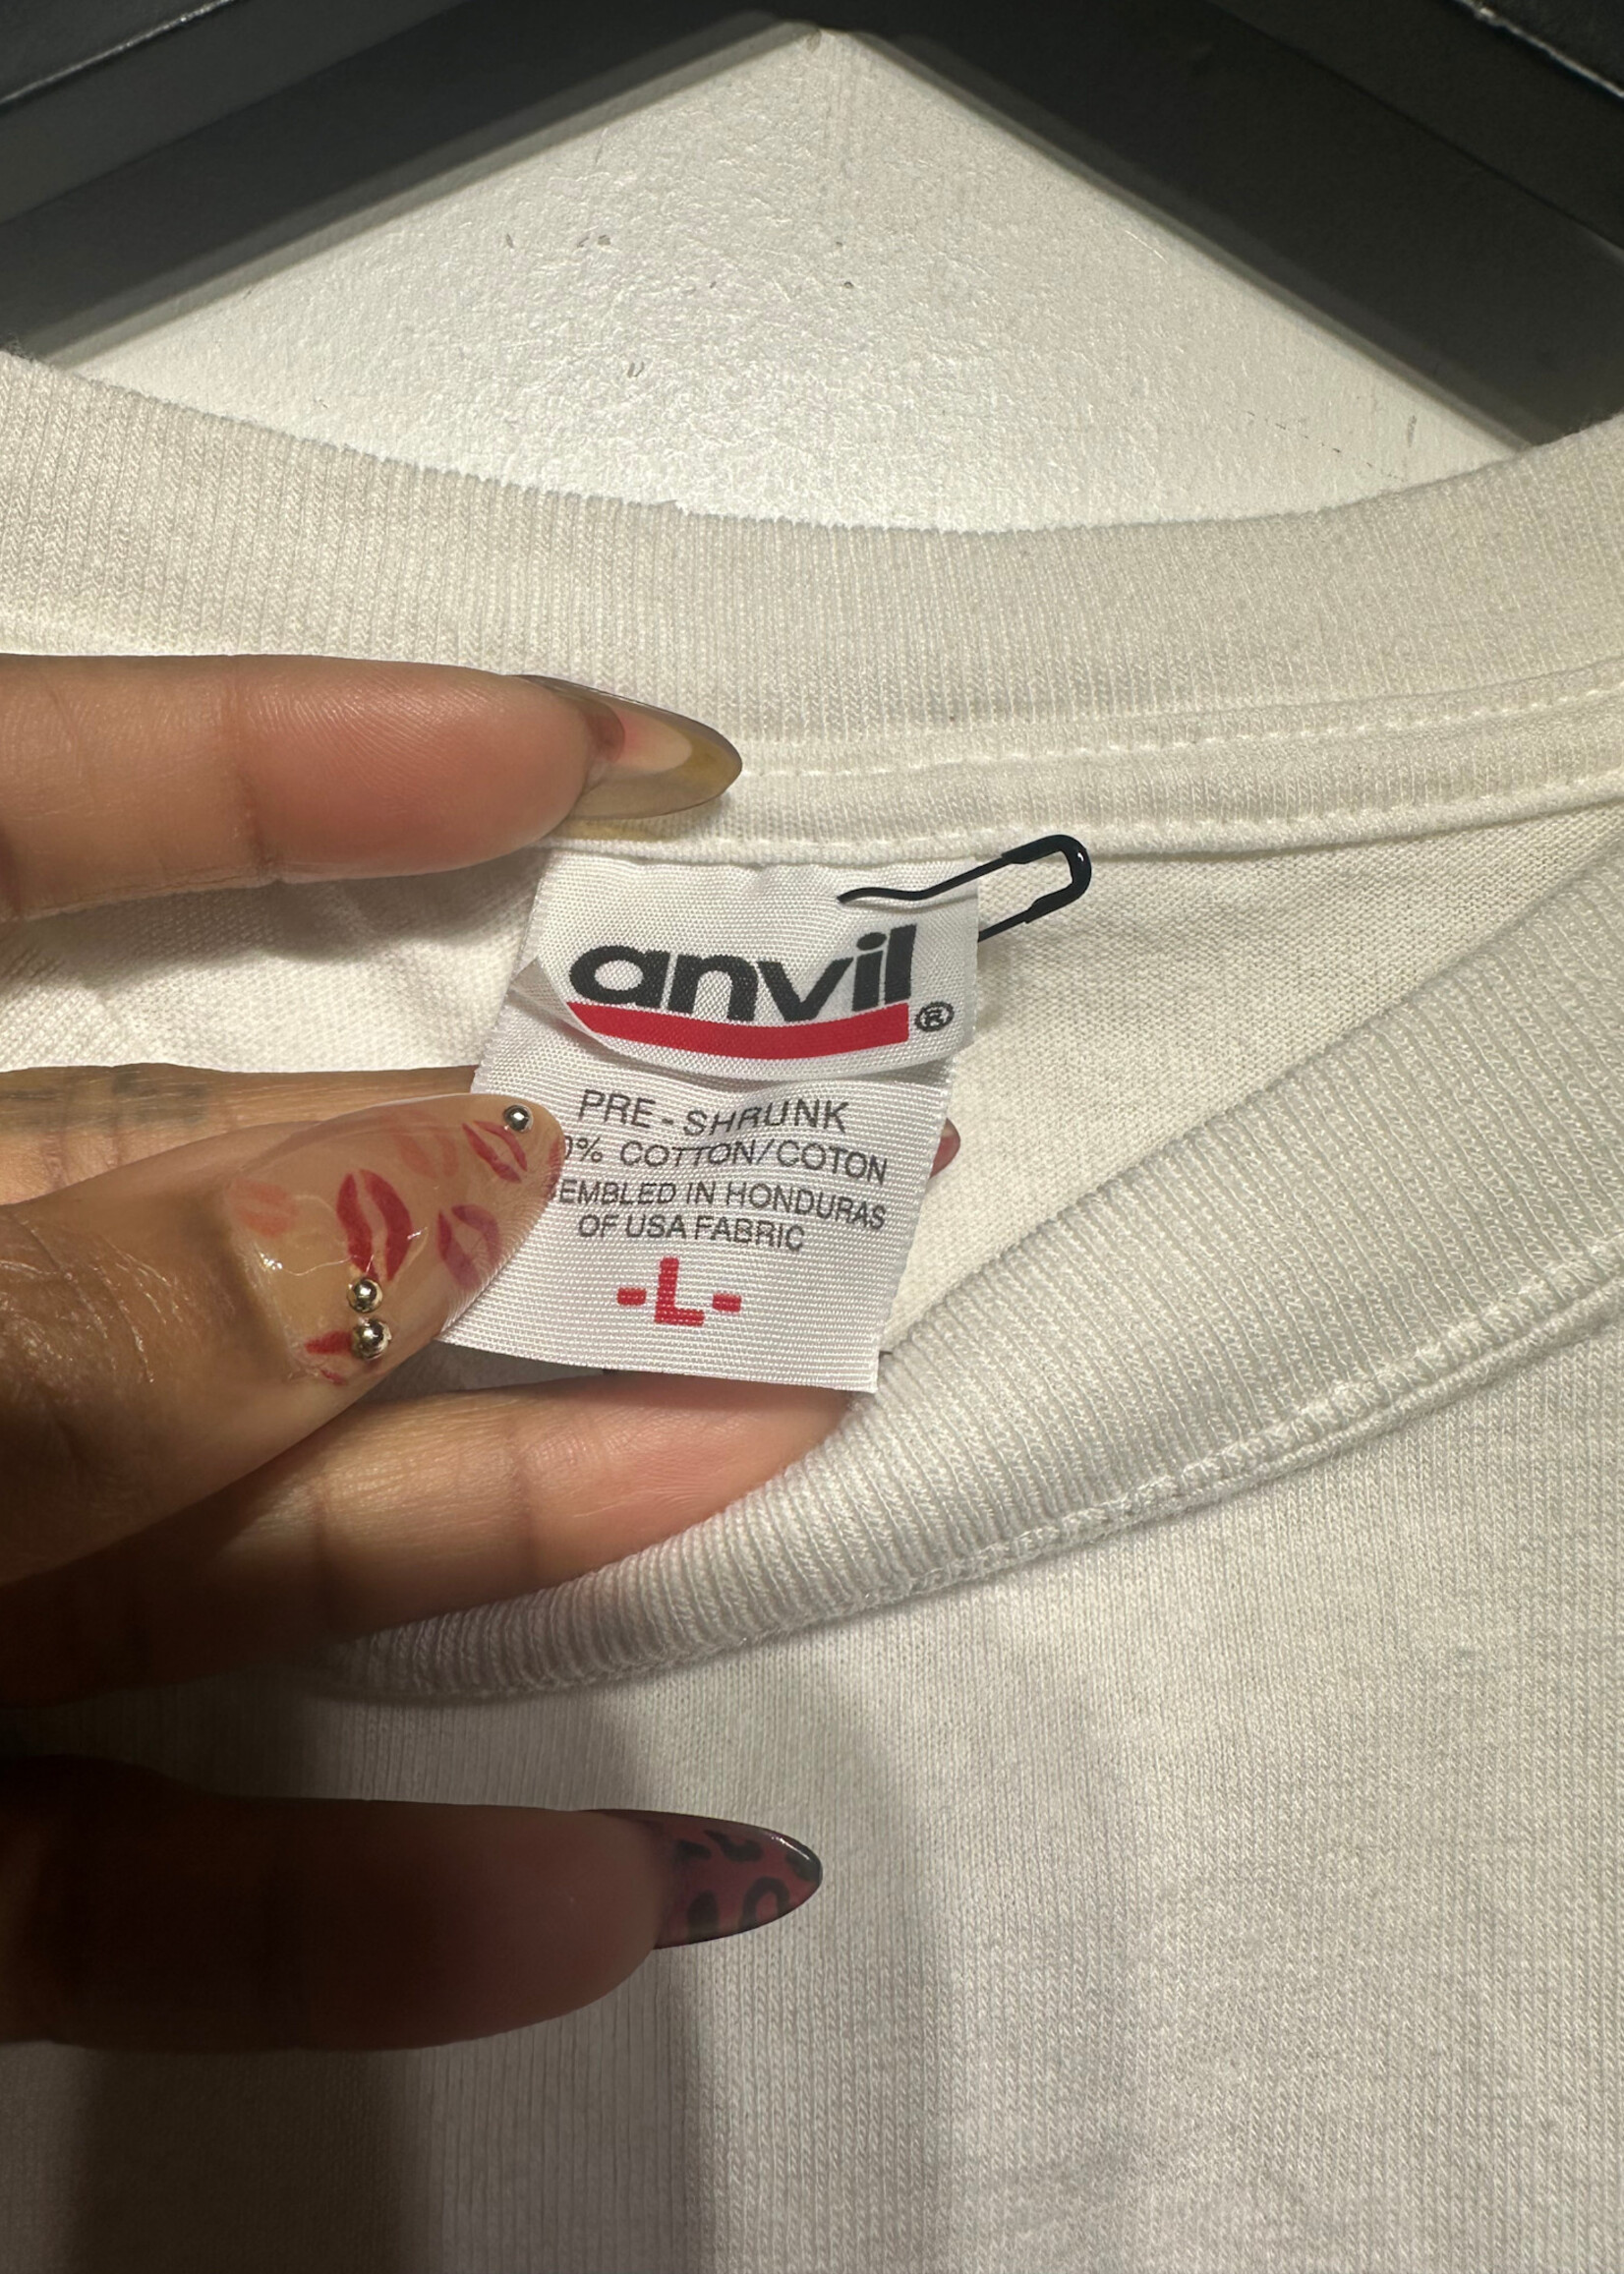 anvil®
PRE-SHRUNK
0% COTTON/COTON
EMBLED IN HONDURAS
OF USA FABRIC
-L-